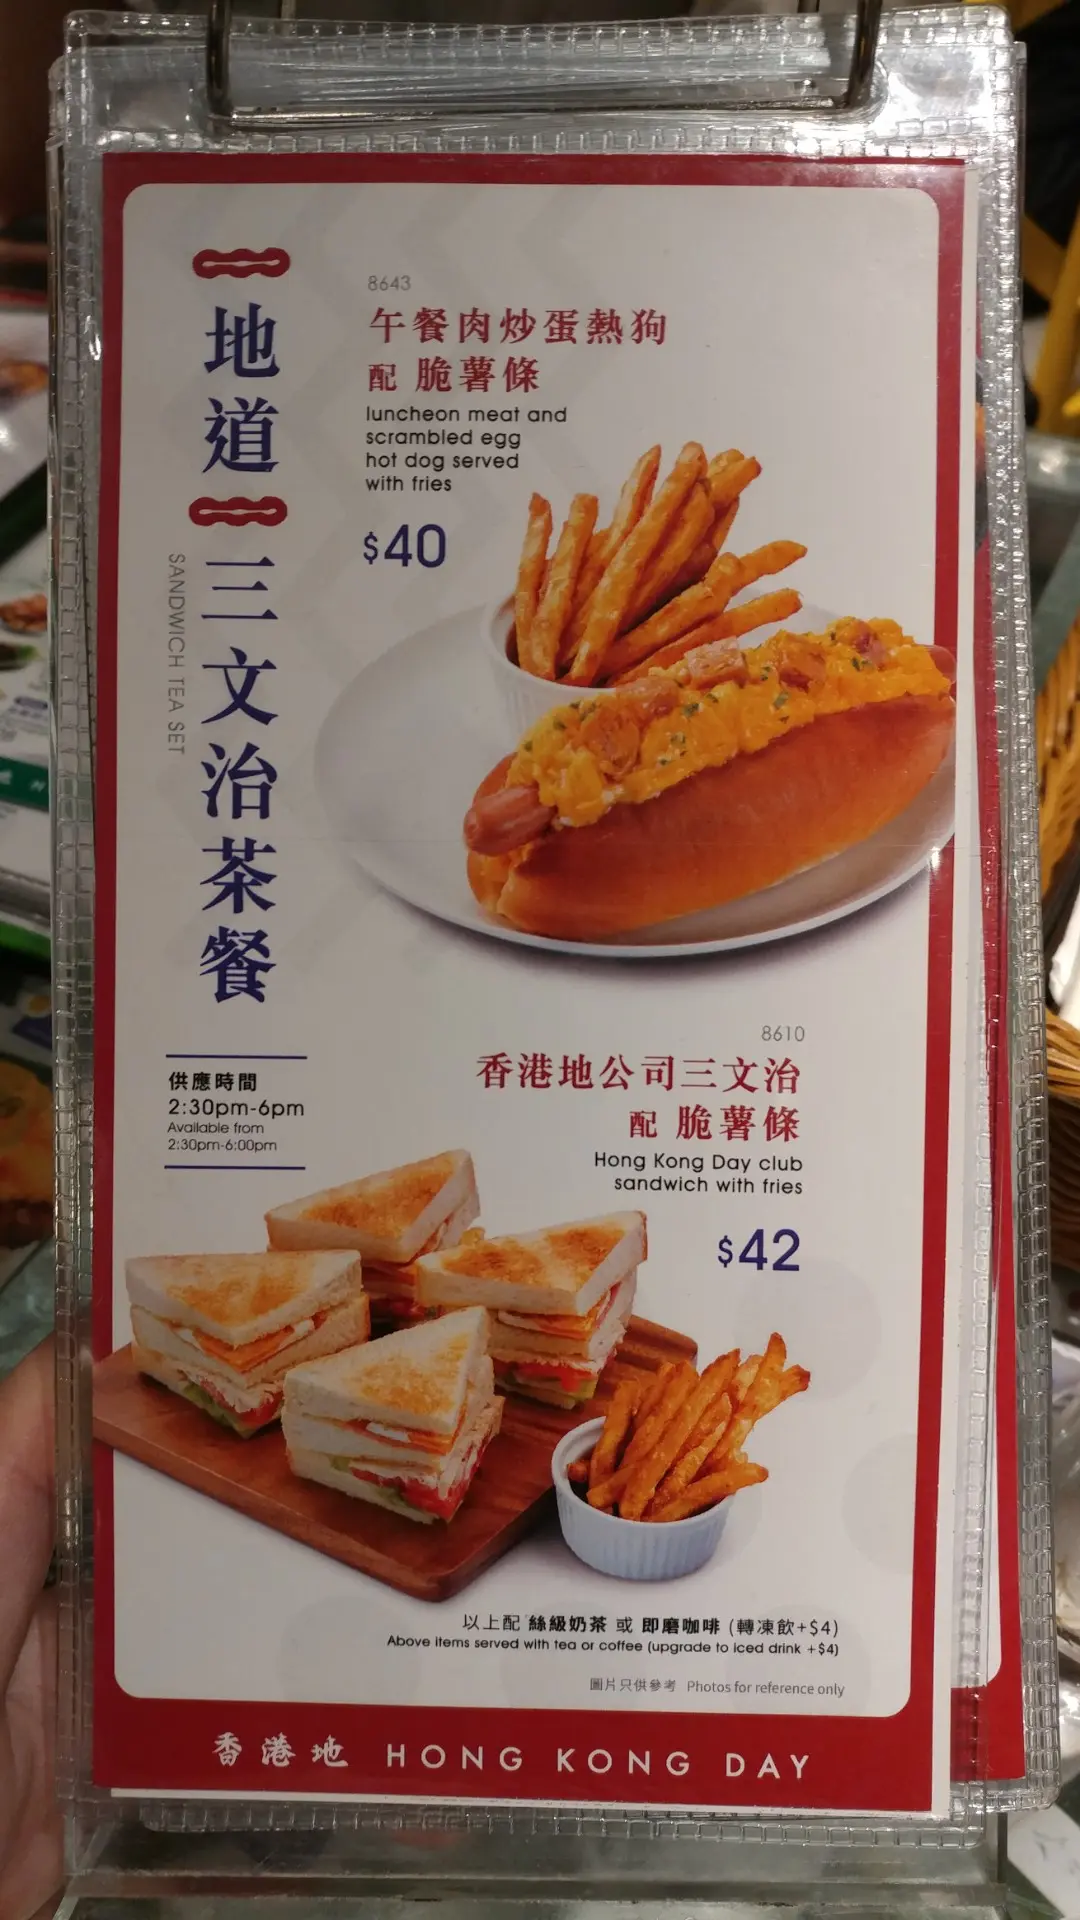 地道
三文治茶餐
SANDWICH TEA SET
8643
午餐肉炒蛋熱狗
配 脆薯條
luncheon meat and
scrambled egg
hot dog served
with fries
$40
供應時間
2:30pm-6pm
Available from
2:30pm-6:00pm
8610
香港地公司三文治
配 脆薯條
Hong Kong Day club
sandwich with fries
$42
以上配 絲級奶茶 或 即磨咖啡 (轉凍飲+$4)
Above items served with tea or coffee (upgrade to iced drink +$4)
圖片只供參考 Photos for reference only
香港地 HONG KONG DAY